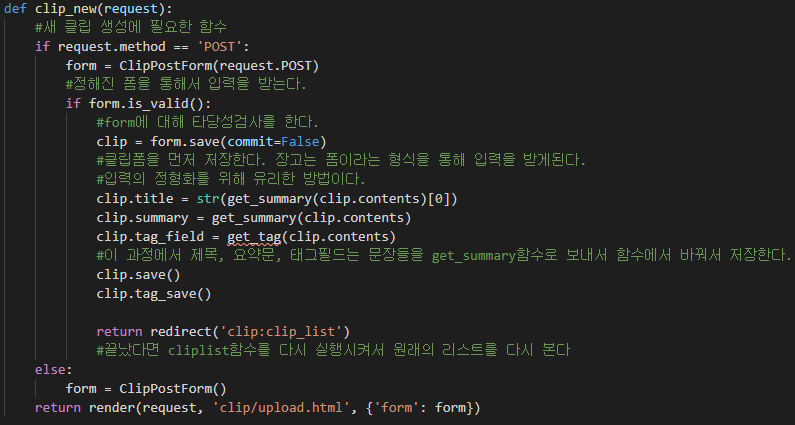 def clip_new(request):
    #새 클립 생성에 필요한 함수
    if request.method == 'POST':
        form = ClipPostForm(request.POST)
        #정해진 폼을 통해서 입력을 받는다.
        if form.is_valid():
            #form에 대해 타당성검사를 한다.
            clip = form.save(commit=False)
            #클립폼을 먼저 저장한다. 장고는 폼이라는 형식을 통해 입력을 받게된다.
            #입력의 정형화를 위해 유리한 방법이다.
            clip.title = str(get_summary(clip.contents)[0])
            clip.summary = get_summary(clip.contents)
            clip.tag_field = get_tag(clip.contents)
            #이 과정에서 제목, 요약문, 태그필드는 문장들을 get_summary함수로 보내서 함수에서 바꿔서 저장한다.
            clip.save()
            clip.tag_save()

            return redirect('clip:clip_list')
            #끝났다면 cliplist함수를 다시 실행시켜서 원래의 리스트를 다시 본다
    else:
        form = ClipPostForm()
    return render(request, 'clip/upload.html', {'form': form})